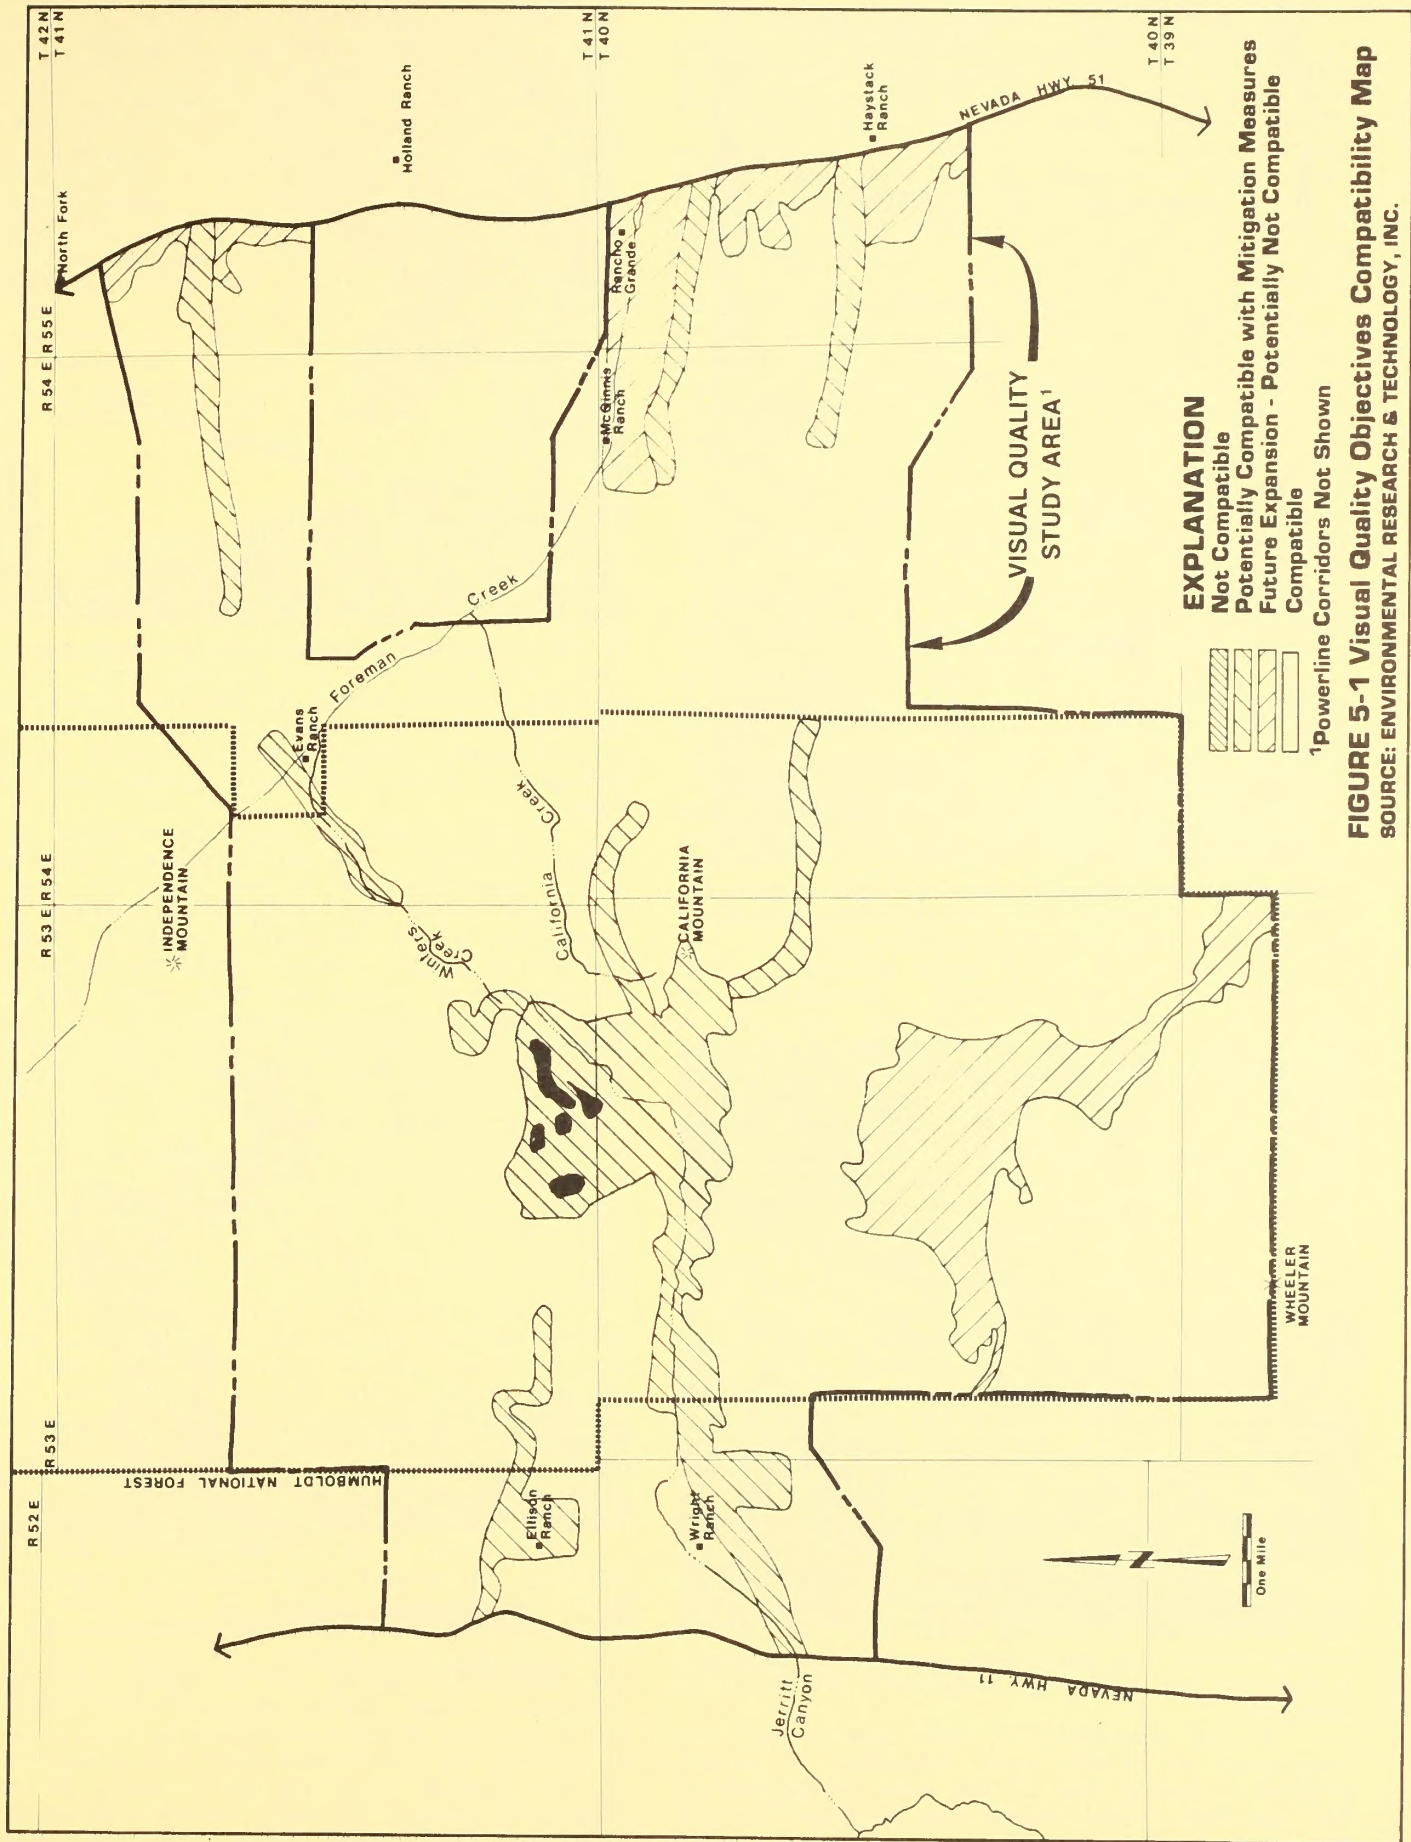 T 42 N
T 41 N
T 41 N
T 40 N
T 40 N
T 39 N
R 52 E
R 53 E
R 53 E
R 54 E
R 54 E
R 55 E
North Fork
Holland Ranch
Haystack
Ranch
NEVADA HWY. 51
Rancho
Grande
McGinnis
Ranch
Evans
Ranch
Foreman
Creek
California
Creek
Winters
Creek
INDEPENDENCE
MOUNTAIN
CALIFORNIA
MOUNTAIN
WHEELER
MOUNTAIN
HUMBOLDT NATIONAL FOREST
Ellison
Ranch
Wright
Ranch
Jerritt
Canyon
NEVADA HWY. 11
N
One Mile
VISUAL QUALITY
STUDY AREA¹
EXPLANATION
Not Compatible
Potentially Compatible with Mitigation Measures
Future Expansion - Potentially Not Compatible
Compatible
¹Powerline Corridors Not Shown
FIGURE 5-1 Visual Quality Objectives Compatibility Map
SOURCE: ENVIRONMENTAL RESEARCH & TECHNOLOGY, INC.